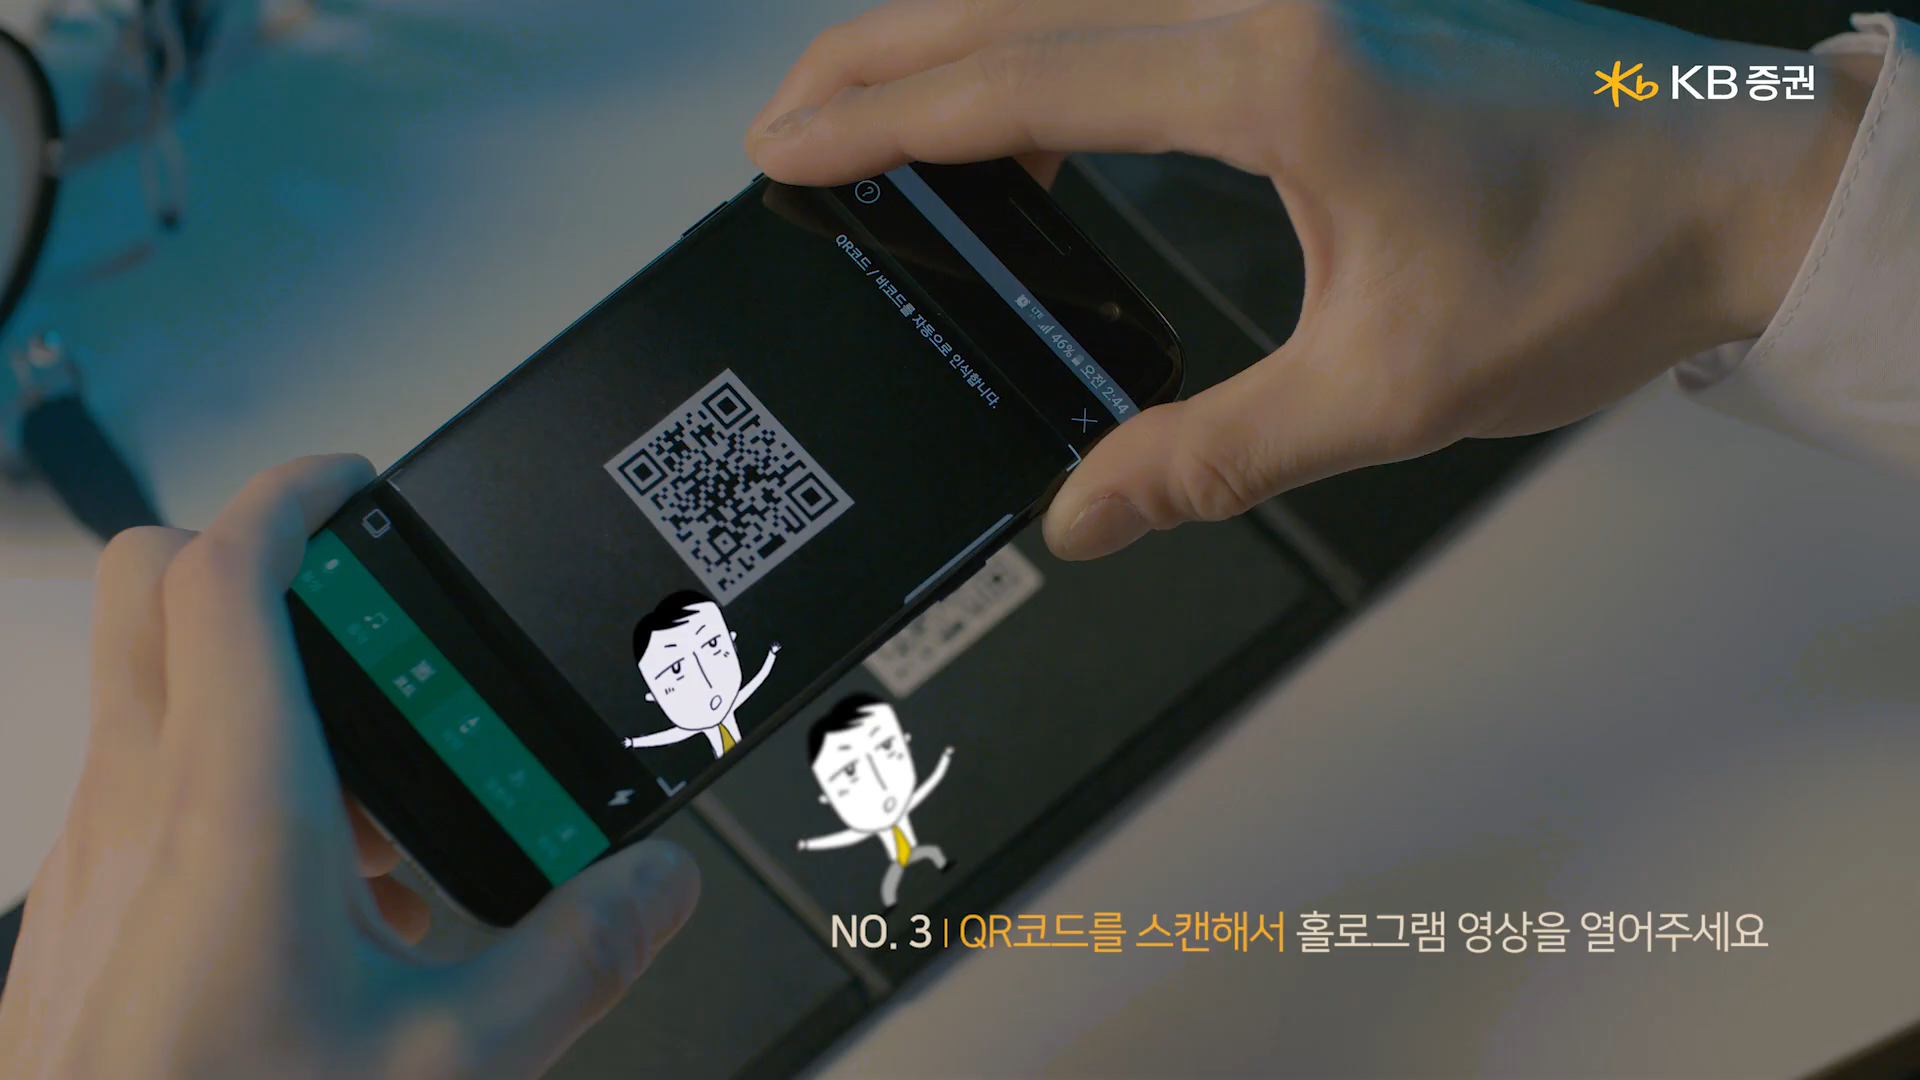 KB증권
QR코드 / 바코드를 자동으로 인식합니다.
LTE 46% 오전 2:44
NO. 3 | QR코드를 스캔해서 홀로그램 영상을 열어주세요